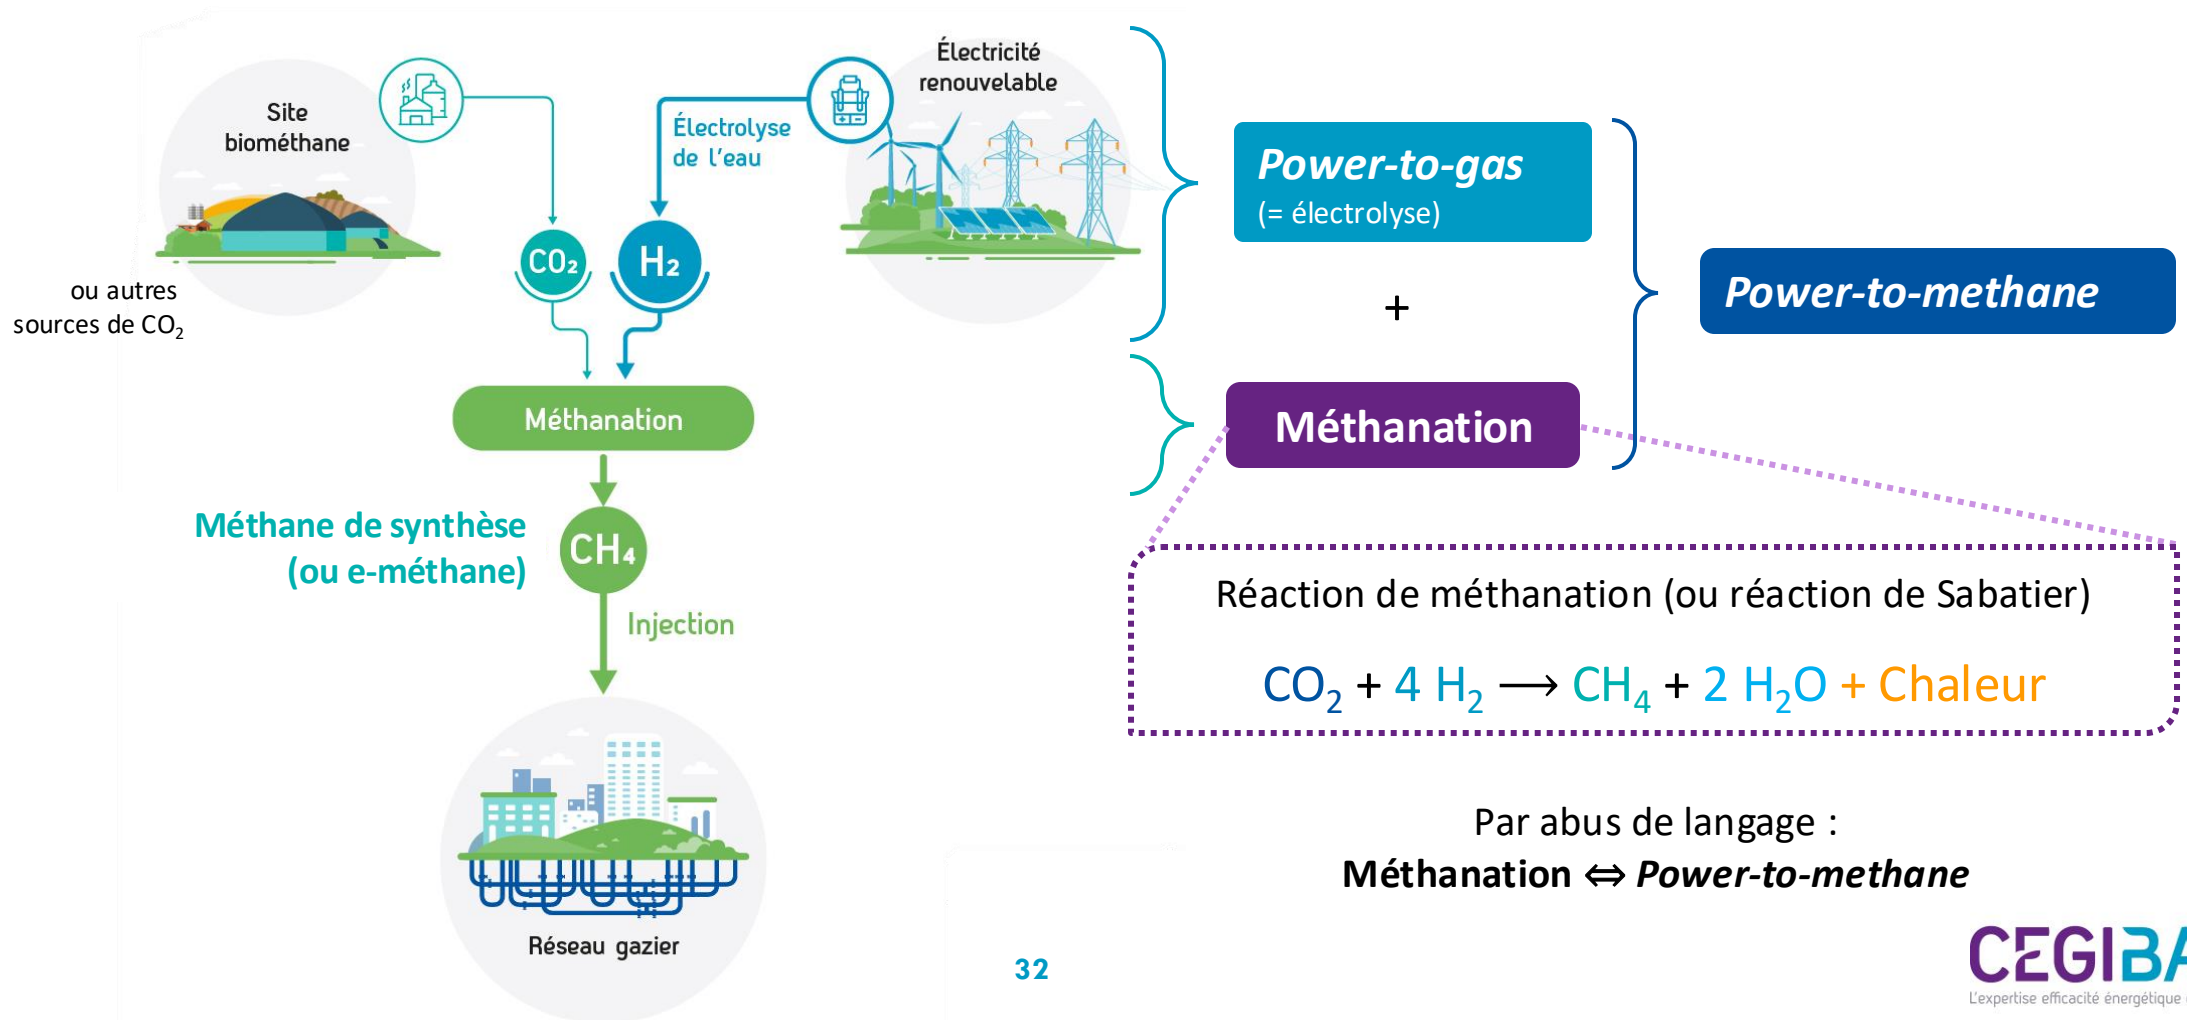 Site
biométhane
ou autres
sources de CO₂
Électrolyse
de l'eau
Électricité
renouvelable
CO₂
H₂
Méthanation
Méthane de synthèse
(ou e-méthane)
CH₄
Injection
Réseau gazier
Power-to-gas
(= électrolyse)
+
Méthanation
Power-to-methane
Réaction de méthanation (ou réaction de Sabatier)
CO₂ + 4 H₂ ⟶ CH₄ + 2 H₂O + Chaleur
Par abus de langage :
Méthanation ⇔ Power-to-methane
32
CEGIBA
L'expertise efficacité énergétique